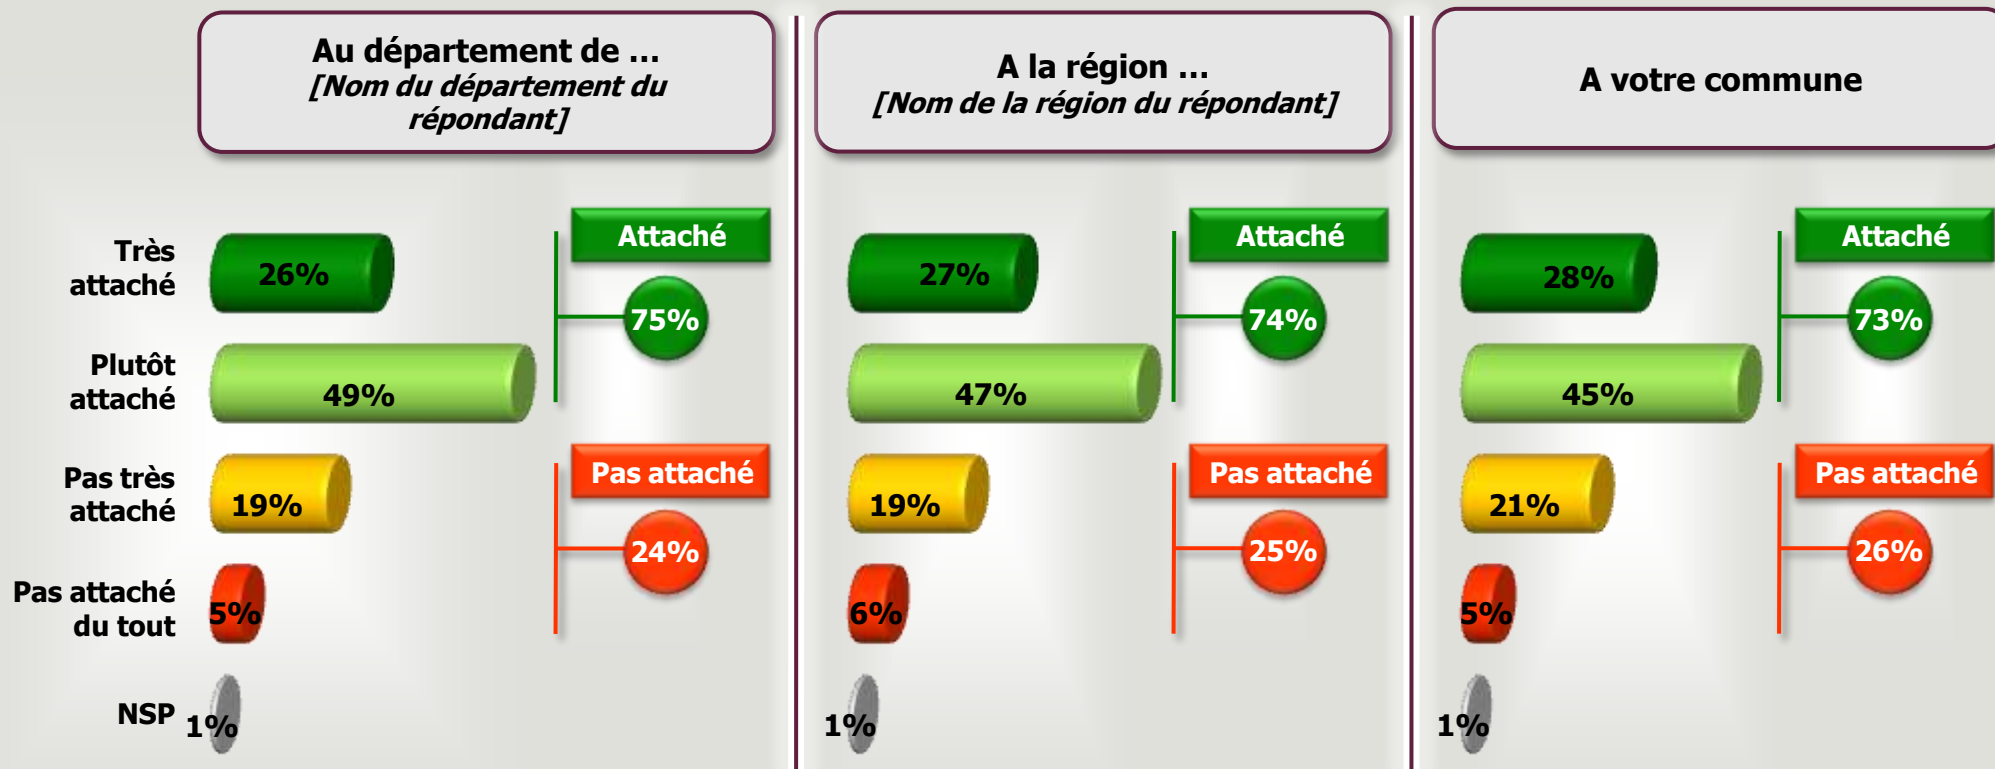 Au département de ...
[Nom du département du
répondant]
A la région ...
[Nom de la région du répondant]
A votre commune
Très
attaché
26%
Attaché
75%
27%
Attaché
74%
28%
Attaché
73%
Plutôt
attaché
49%
47%
45%
Pas très
attaché
19%
Pas attaché
24%
19%
Pas attaché
25%
21%
Pas attaché
26%
Pas attaché
du tout
5%
6%
5%
NSP
1%
1%
1%